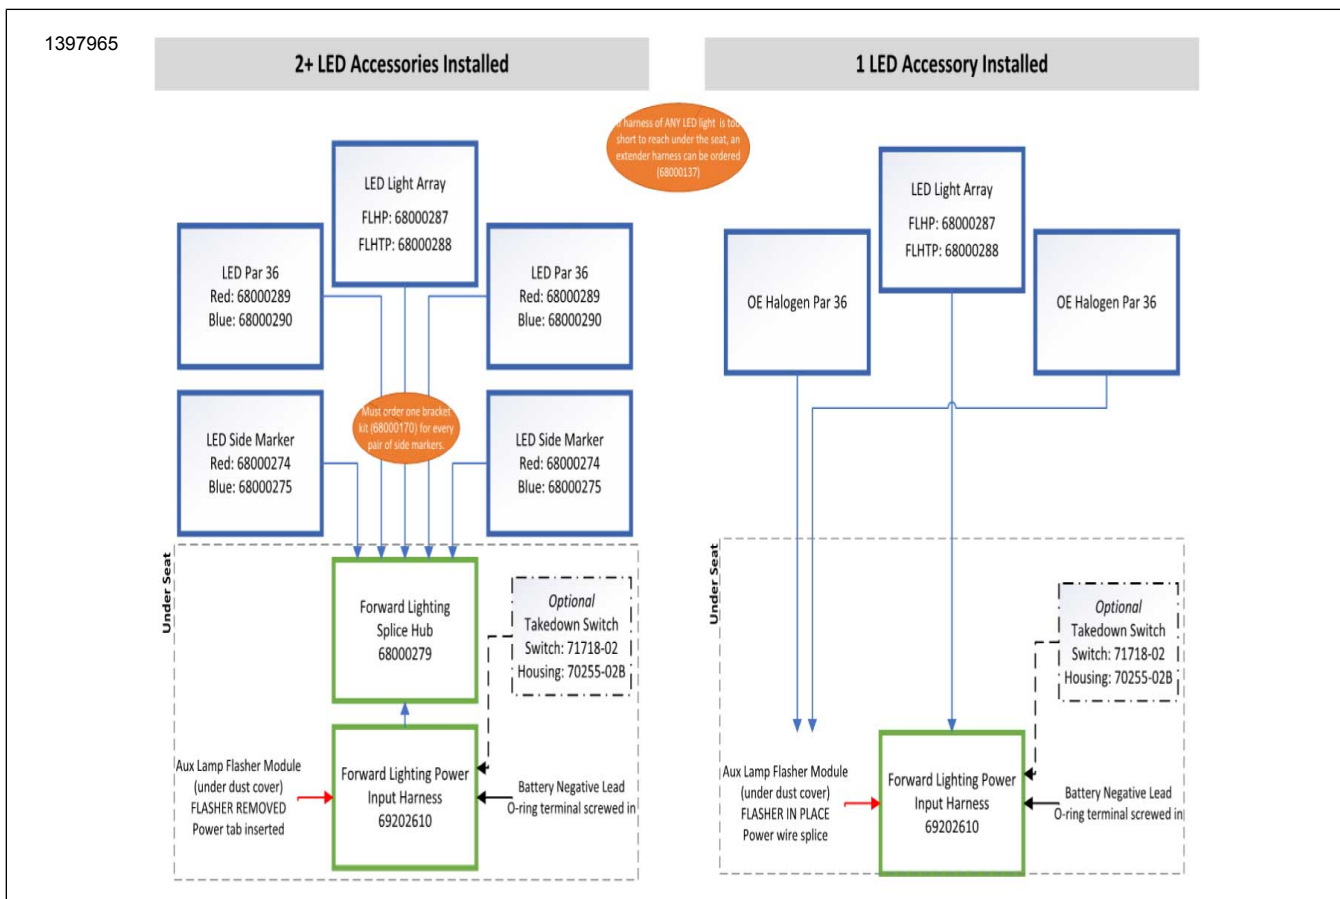 1397965
2+ LED Accessories Installed
1 LED Accessory Installed
harness of ANY LED light is too
short to reach under the seat, an
extender harness can be ordered
(68000137)
LED Light Array
FLHP: 68000287
FLHTP: 68000288
LED Par 36
Red: 68000289
Blue: 68000290
LED Par 36
Red: 68000289
Blue: 68000290
Must order one bracket
kit (68000170) for every
pair of side markers.
LED Side Marker
Red: 68000274
Blue: 68000275
LED Side Marker
Red: 68000274
Blue: 68000275
Under Seat
Forward Lighting
Splice Hub
68000279
Optional
Takedown Switch
Switch: 71718-02
Housing: 70255-02B
Aux Lamp Flasher Module
(under dust cover)
FLASHER REMOVED
Power tab inserted
Forward Lighting Power
Input Harness
69202610
Battery Negative Lead
O-ring terminal screwed in
LED Light Array
FLHP: 68000287
FLHTP: 68000288
OE Halogen Par 36
OE Halogen Par 36
Under Seat
Optional
Takedown Switch
Switch: 71718-02
Housing: 70255-02B
Aux Lamp Flasher Module
(under dust cover)
FLASHER IN PLACE
Power wire splice
Forward Lighting Power
Input Harness
69202610
Battery Negative Lead
O-ring terminal screwed in